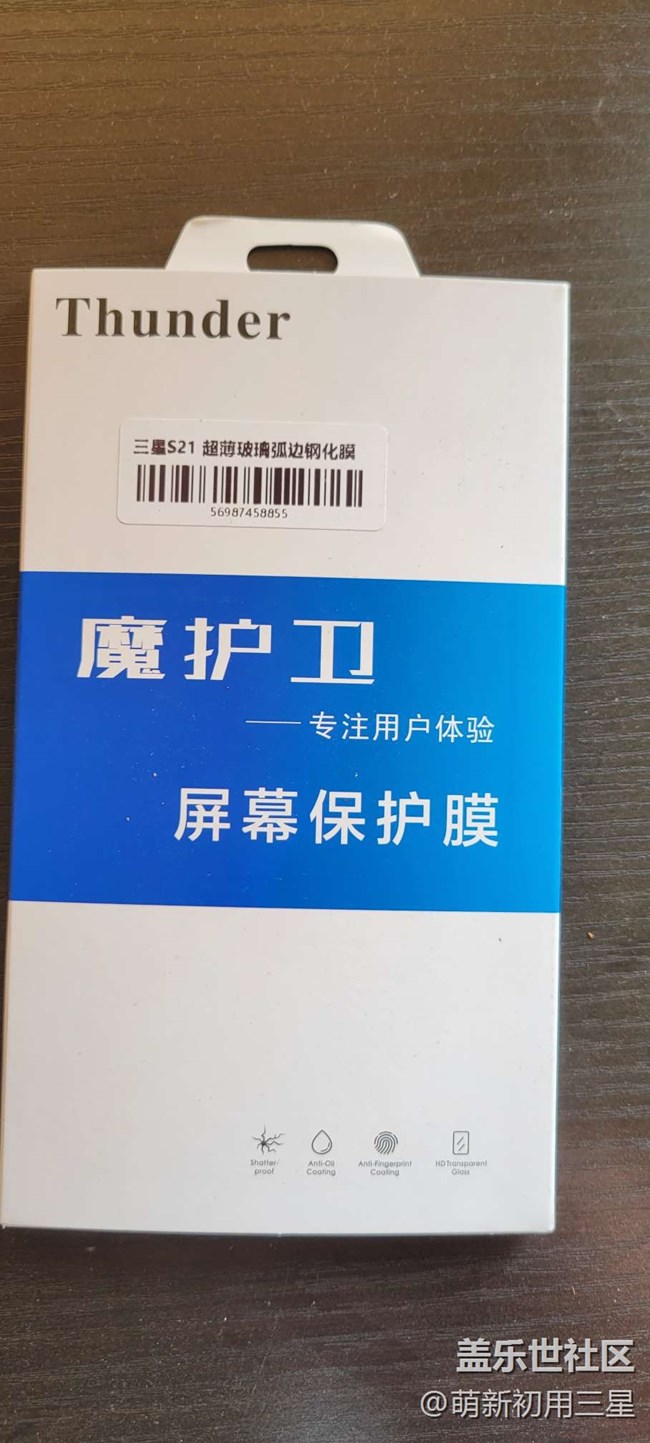 Thunder
三星S21 超薄玻璃弧边钢化膜
56987458855
魔护卫
——专注用户体验
屏幕保护膜
Shatter-
proof
Anti-Oil
Coating
Anti-Fingerprint
Coating
HD Transparent
Glass
盖乐世社区
@萌新初用三星